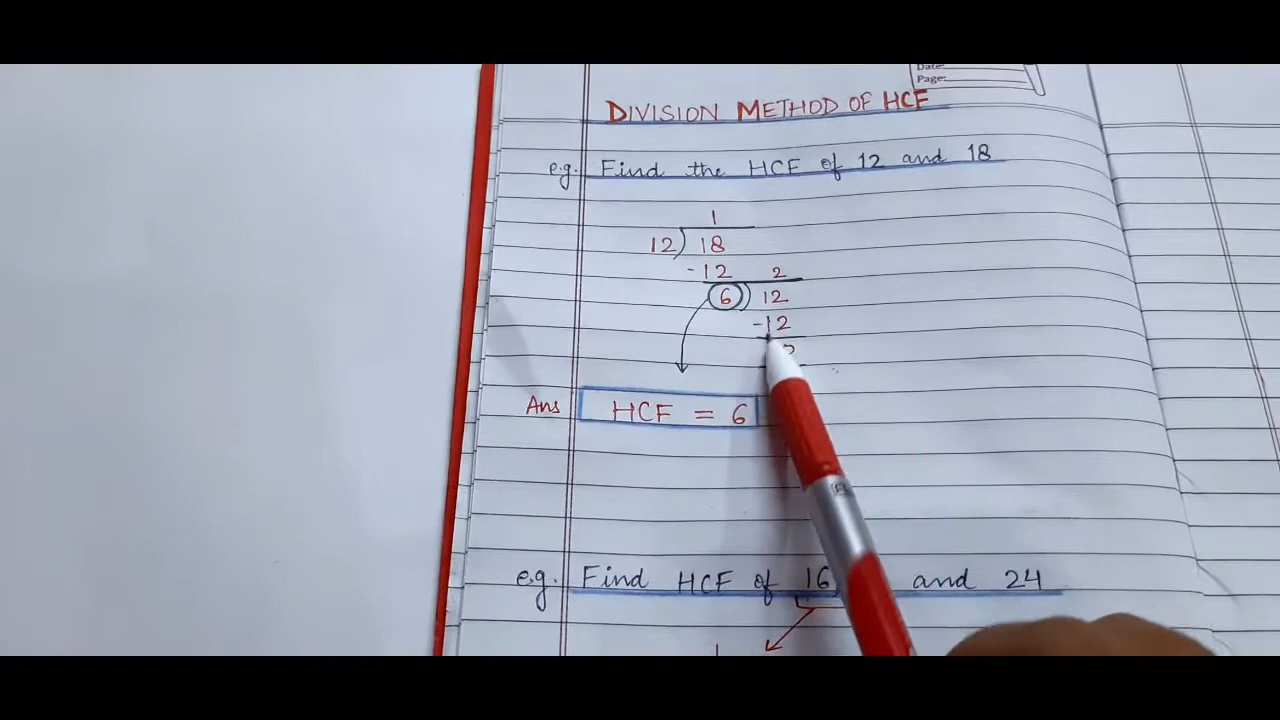 Date:
Page:
DIVISION METHOD OF HCF
e.g. Find the HCF of 12 and 18
1
12) 18
-12 2
6) 12
-12
Ans HCF = 6
e.g. Find HCF of 16 and 24